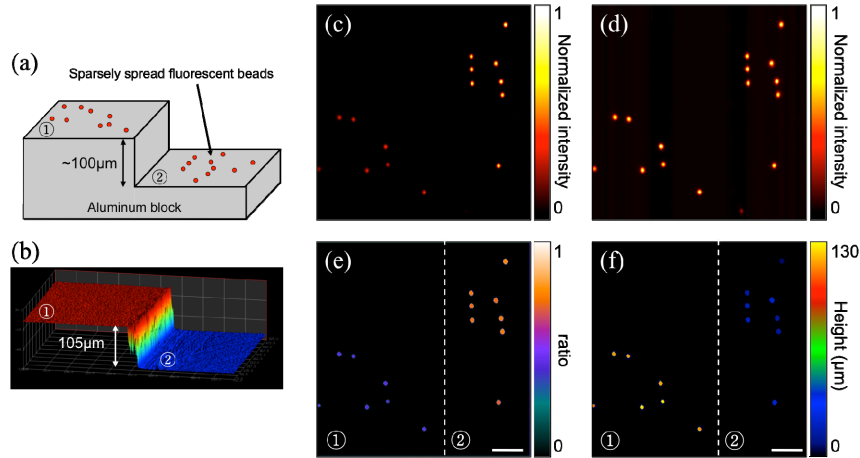 (a)
Sparsely spread fluorescent beads
①
~100μm
②
Aluminum block
(b)
①
105μm
②
(c)
1
Normalized intensity
0
(d)
1
Normalized intensity
0
(e)
①
②
1
ratio
0
(f)
①
②
130
Height (μm)
0